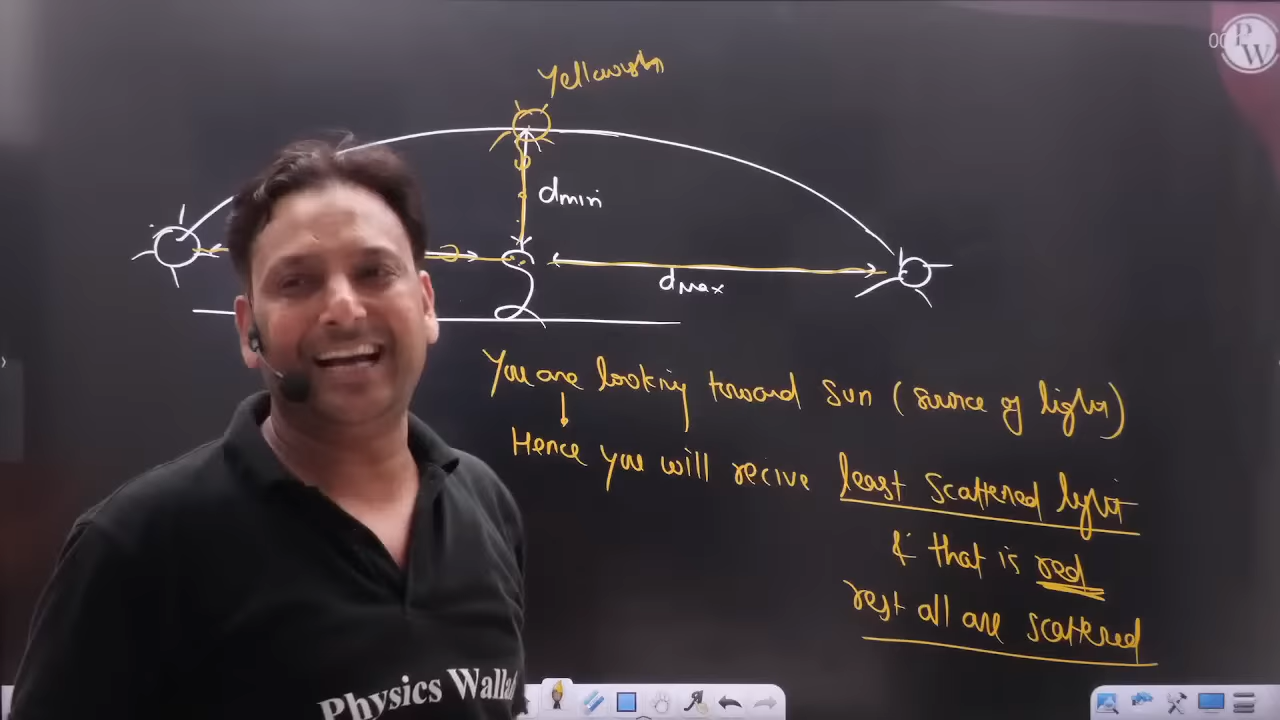 Yellowish
PW
dmin
dmax
You are looking toward sun (source of light)
Hence you will recive least scattered light
& that is red
rest all are scattered
Physics Walla